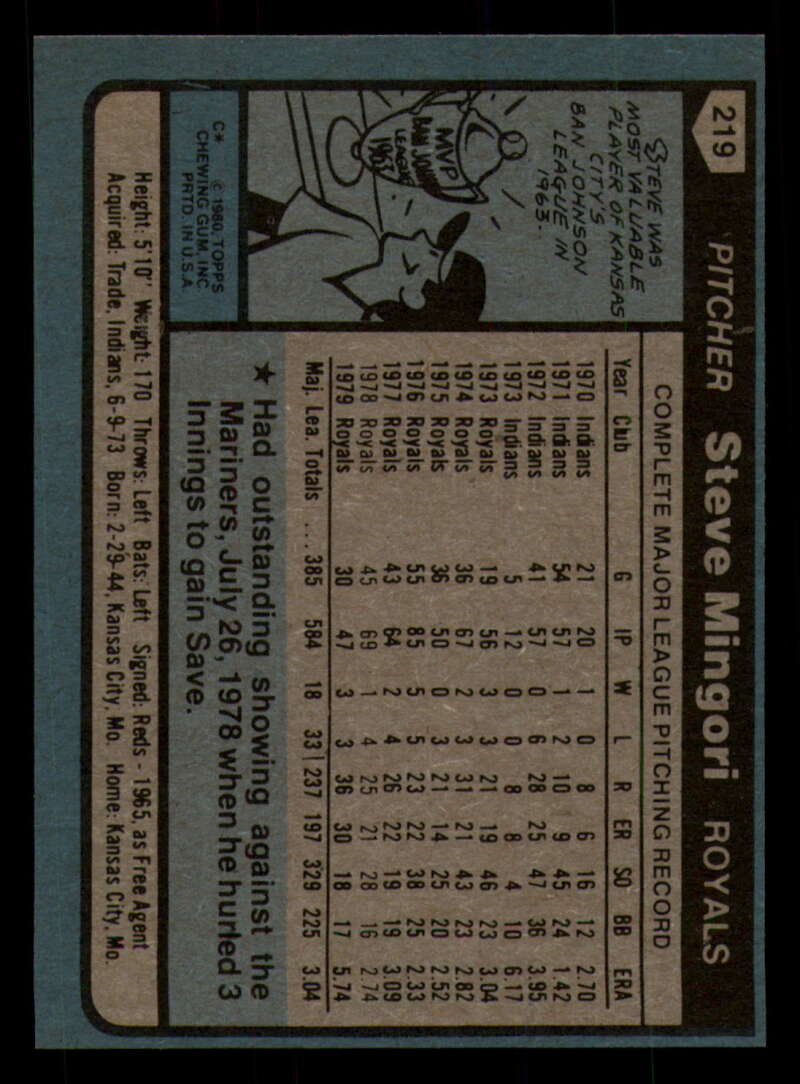 219 PITCHER Steve Mingori ROYALS
STEVE WAS
MOST VALUABLE
PLAYER OF KANSAS
CITY'S
BAN JOHNSON
LEAGUE IN
1963.
MVP
BAN JOHNSON
LEAGUE
1963
C* © 1980 TOPPS
CHEWING GUM, INC.
PRTD. IN U.S.A.
COMPLETE MAJOR LEAGUE PITCHING RECORD
Year Club G IP W L R ER SO BB ERA
1970 Indians 21 20 1 0 8 6 16 12 2.70
1971 Indians 54 57 1 2 10 9 45 24 1.42
1972 Indians 41 57 0 6 28 25 47 36 3.95
1973 Indians 5 12 0 0 8 8 4 10 6.17
1973 Royals 19 56 3 3 21 19 46 23 3.04
1974 Royals 36 67 2 3 31 21 43 23 2.82
1975 Royals 36 50 0 3 21 14 25 20 2.52
1976 Royals 55 85 5 5 23 22 38 25 2.33
1977 Royals 43 64 2 4 26 22 19 19 3.09
1978 Royals 45 69 1 4 25 21 28 16 2.74
1979 Royals 30 47 3 3 36 30 18 17 5.74
Maj. Lea. Totals ... 385 584 18 33 237 197 329 225 3.04
★ Had outstanding showing against the
Mariners, July 26, 1978 when he hurled 3
Innings to gain Save.
Height: 5'10" Weight: 170 Throws: Left Bats: Left Signed: Reds - 1965, as Free Agent
Acquired: Trade, Indians, 6-9-73 Born: 2-29-44, Kansas City, Mo. Home: Kansas City, Mo.